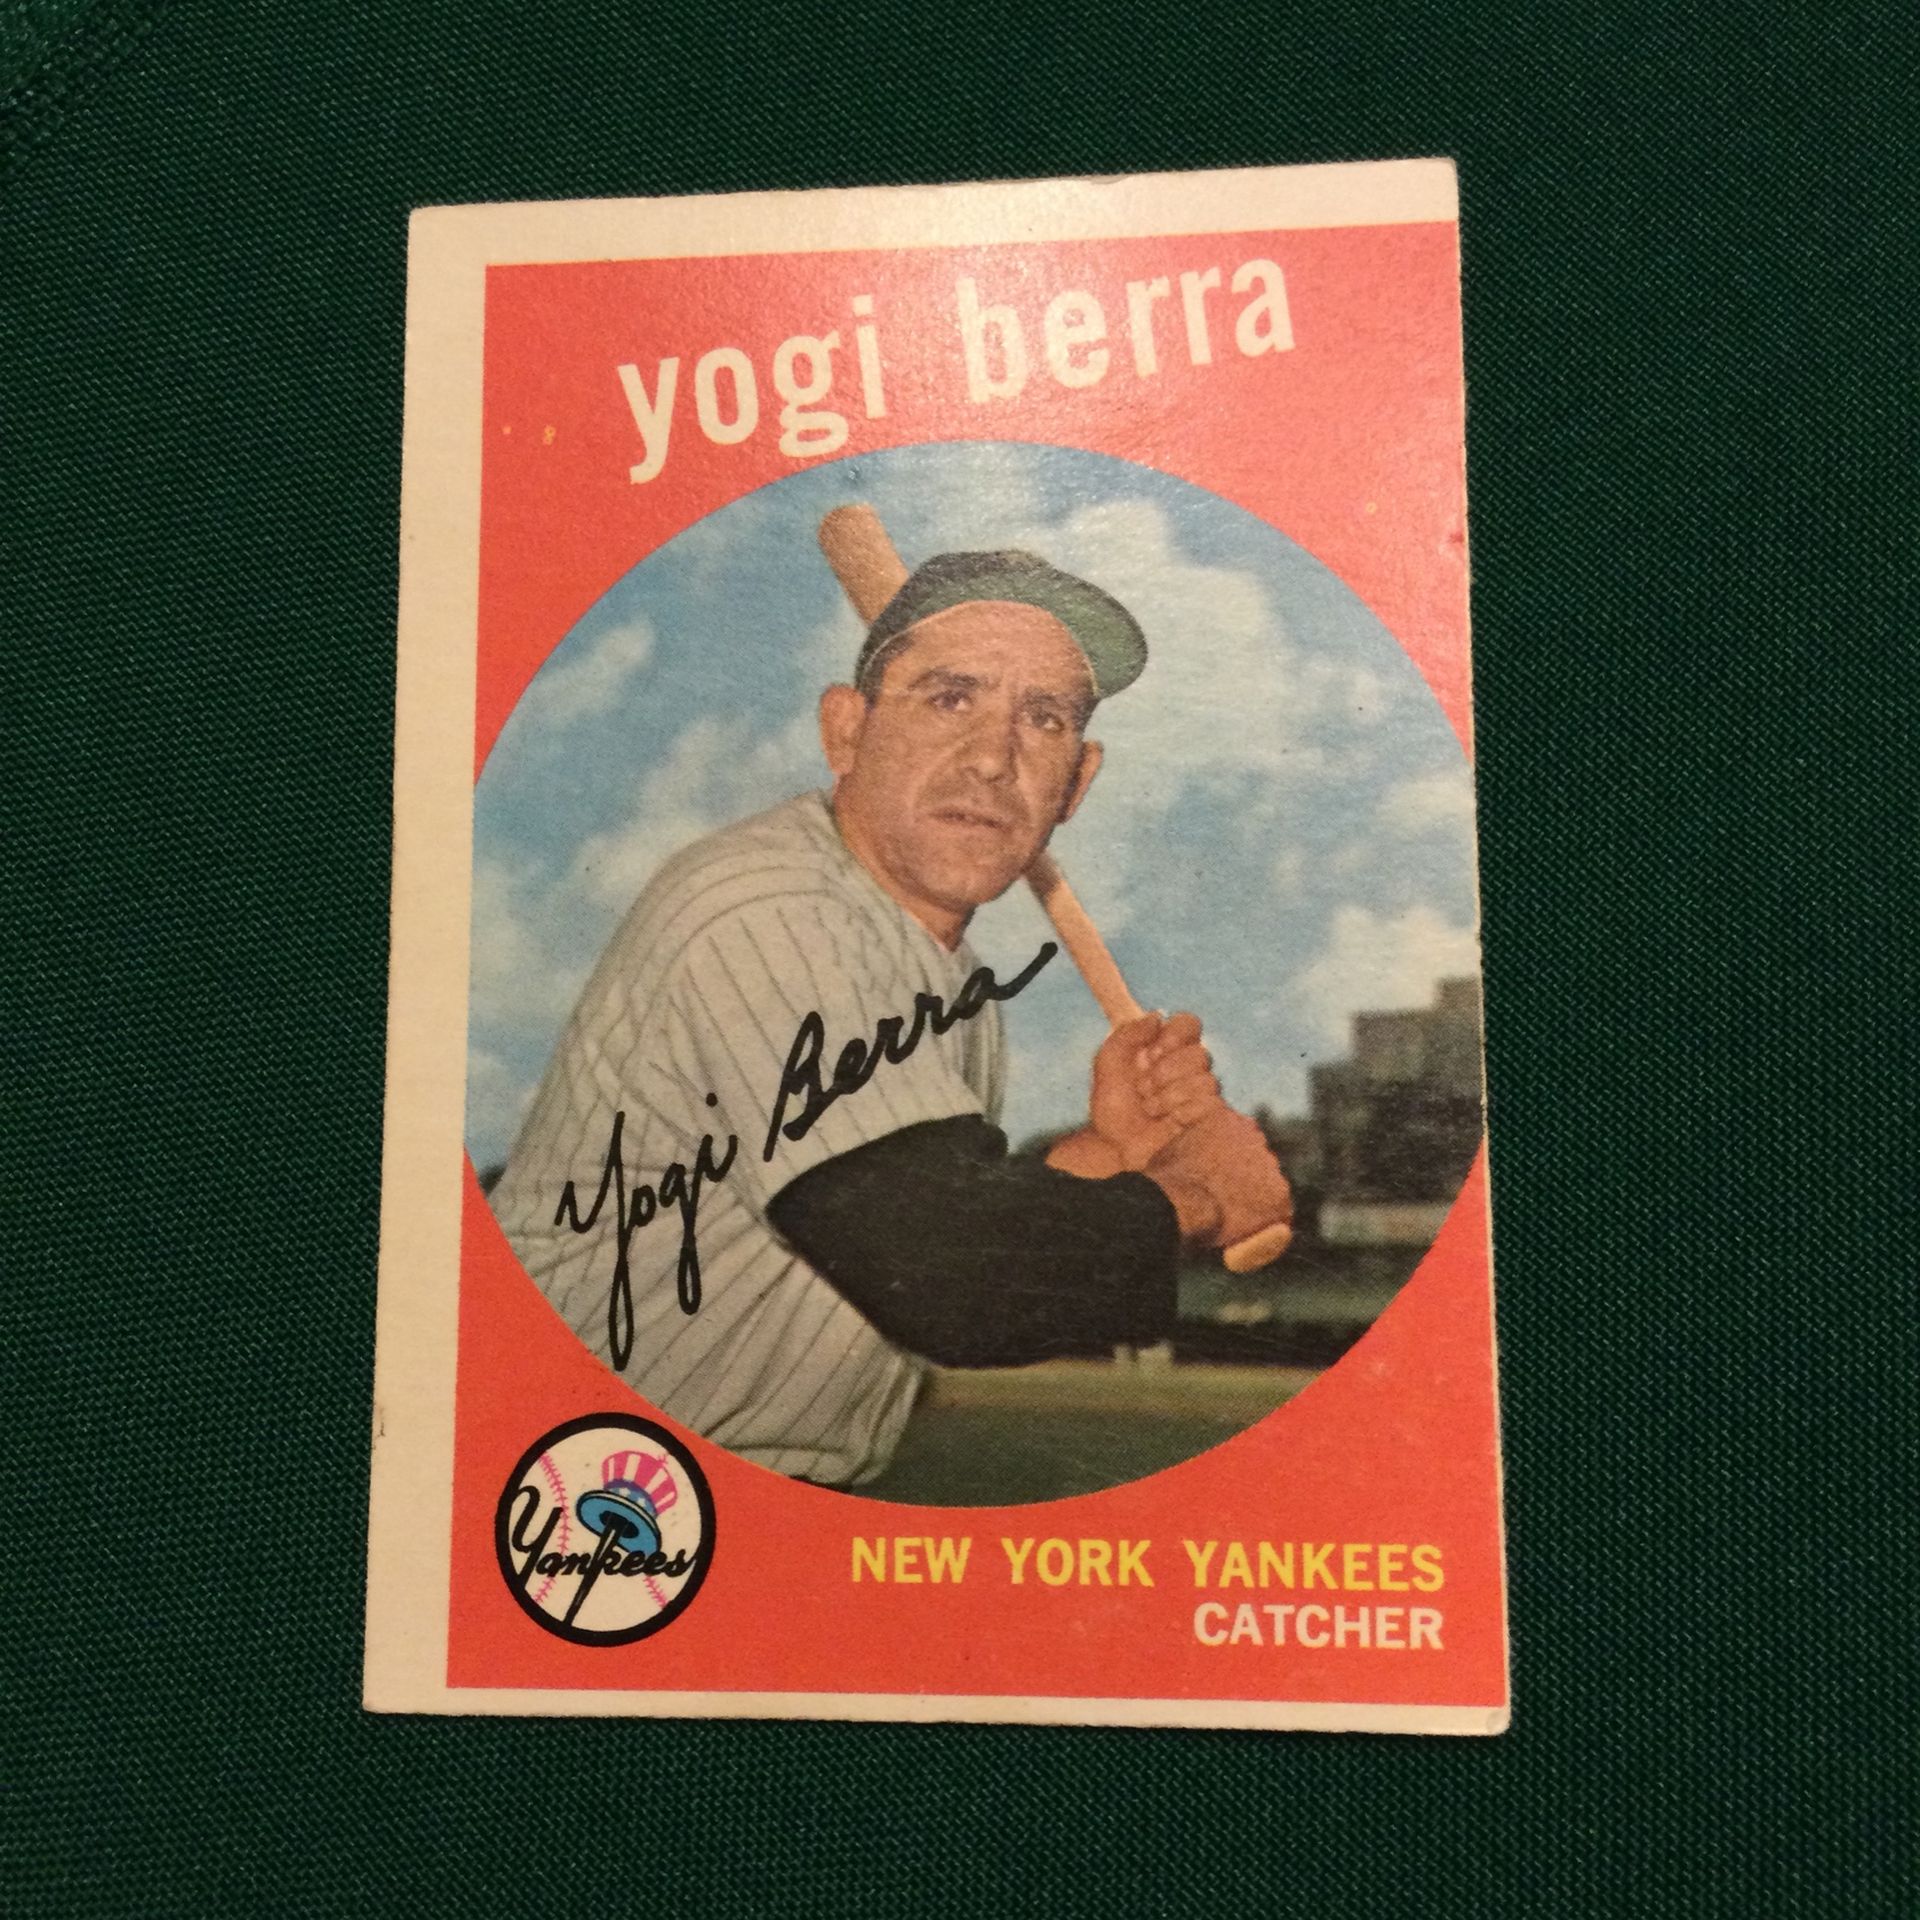 yogi berra
Yogi Berra
Yankees
NEW YORK YANKEES
CATCHER